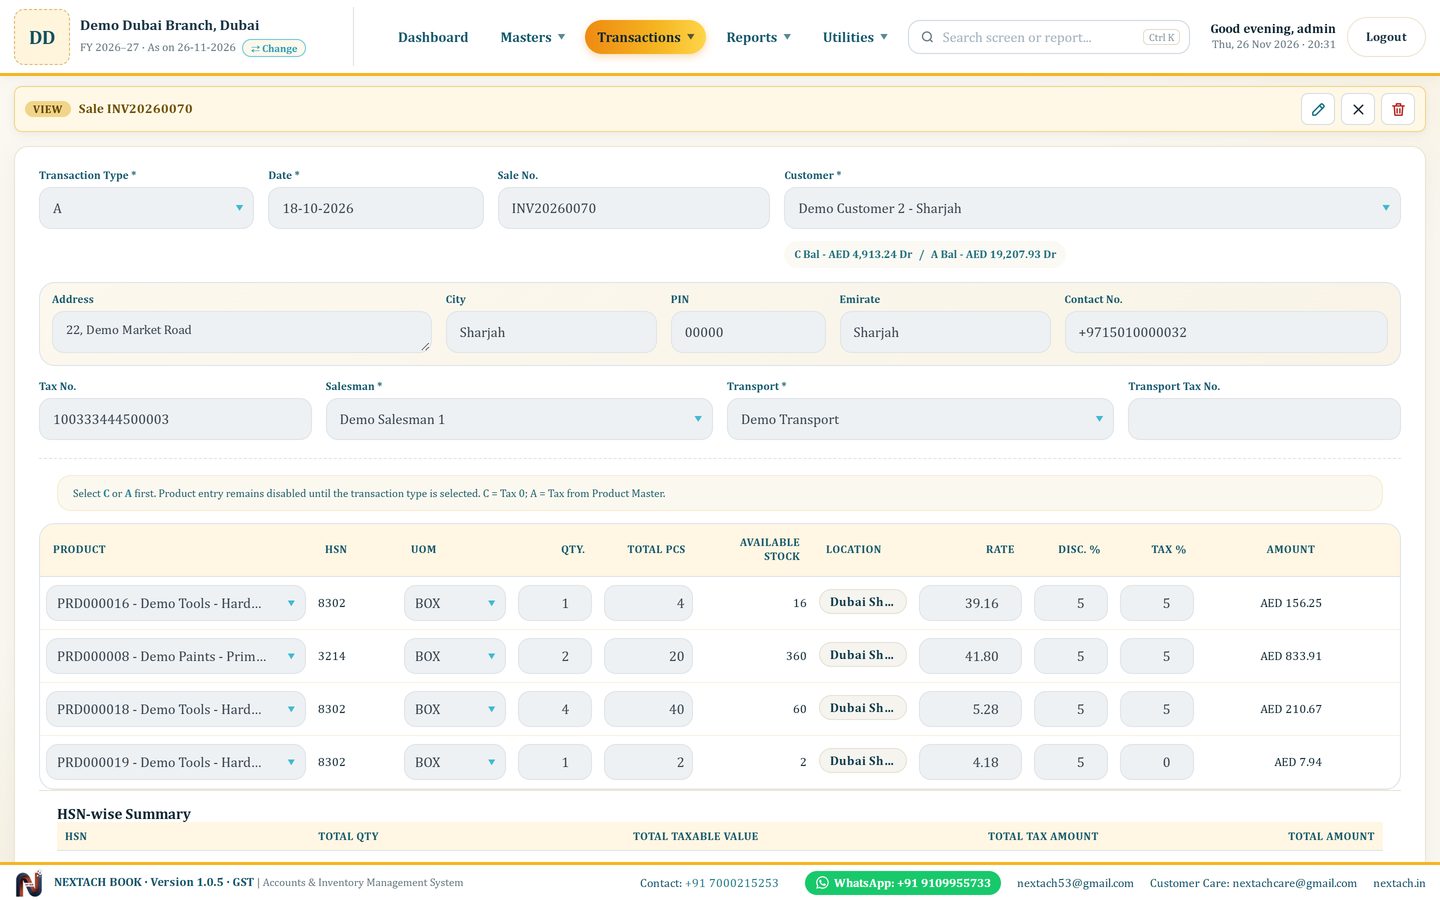 DD
Demo Dubai Branch, Dubai
FY 2026–27 · As on 26-11-2026 ⇄ Change
Dashboard Masters ▼ Transactions ▼ Reports ▼ Utilities ▼
Search screen or report... Ctrl K
Good evening, admin
Thu, 26 Nov 2026 · 20:31
Logout
VIEW Sale INV20260070
Transaction Type * Date * Sale No. Customer *
A 18-10-2026 INV20260070 Demo Customer 2 - Sharjah
C Bal - AED 4,913.24 Dr / A Bal - AED 19,207.93 Dr
Address City PIN Emirate Contact No.
22, Demo Market Road Sharjah 00000 Sharjah +9715010000032
Tax No. Salesman * Transport * Transport Tax No.
100333444500003 Demo Salesman 1 Demo Transport
Select C or A first. Product entry remains disabled until the transaction type is selected. C = Tax 0; A = Tax from Product Master.
PRODUCT HSN UOM QTY. TOTAL PCS AVAILABLE STOCK LOCATION RATE DISC. % TAX % AMOUNT
PRD000016 - Demo Tools - Hard... 8302 BOX 1 4 16 Dubai Sh... 39.16 5 5 AED 156.25
PRD000008 - Demo Paints - Prim... 3214 BOX 2 20 360 Dubai Sh... 41.80 5 5 AED 833.91
PRD000018 - Demo Tools - Hard... 8302 BOX 4 40 60 Dubai Sh... 5.28 5 5 AED 210.67
PRD000019 - Demo Tools - Hard... 8302 BOX 1 2 2 Dubai Sh... 4.18 5 0 AED 7.94
HSN-wise Summary
HSN TOTAL QTY TOTAL TAXABLE VALUE TOTAL TAX AMOUNT TOTAL AMOUNT
NEXTACH BOOK · Version 1.0.5 · GST | Accounts & Inventory Management System
Contact: +91 7000215253 WhatsApp: +91 9109955733 nextach53@gmail.com Customer Care: nextachcare@gmail.com nextach.in